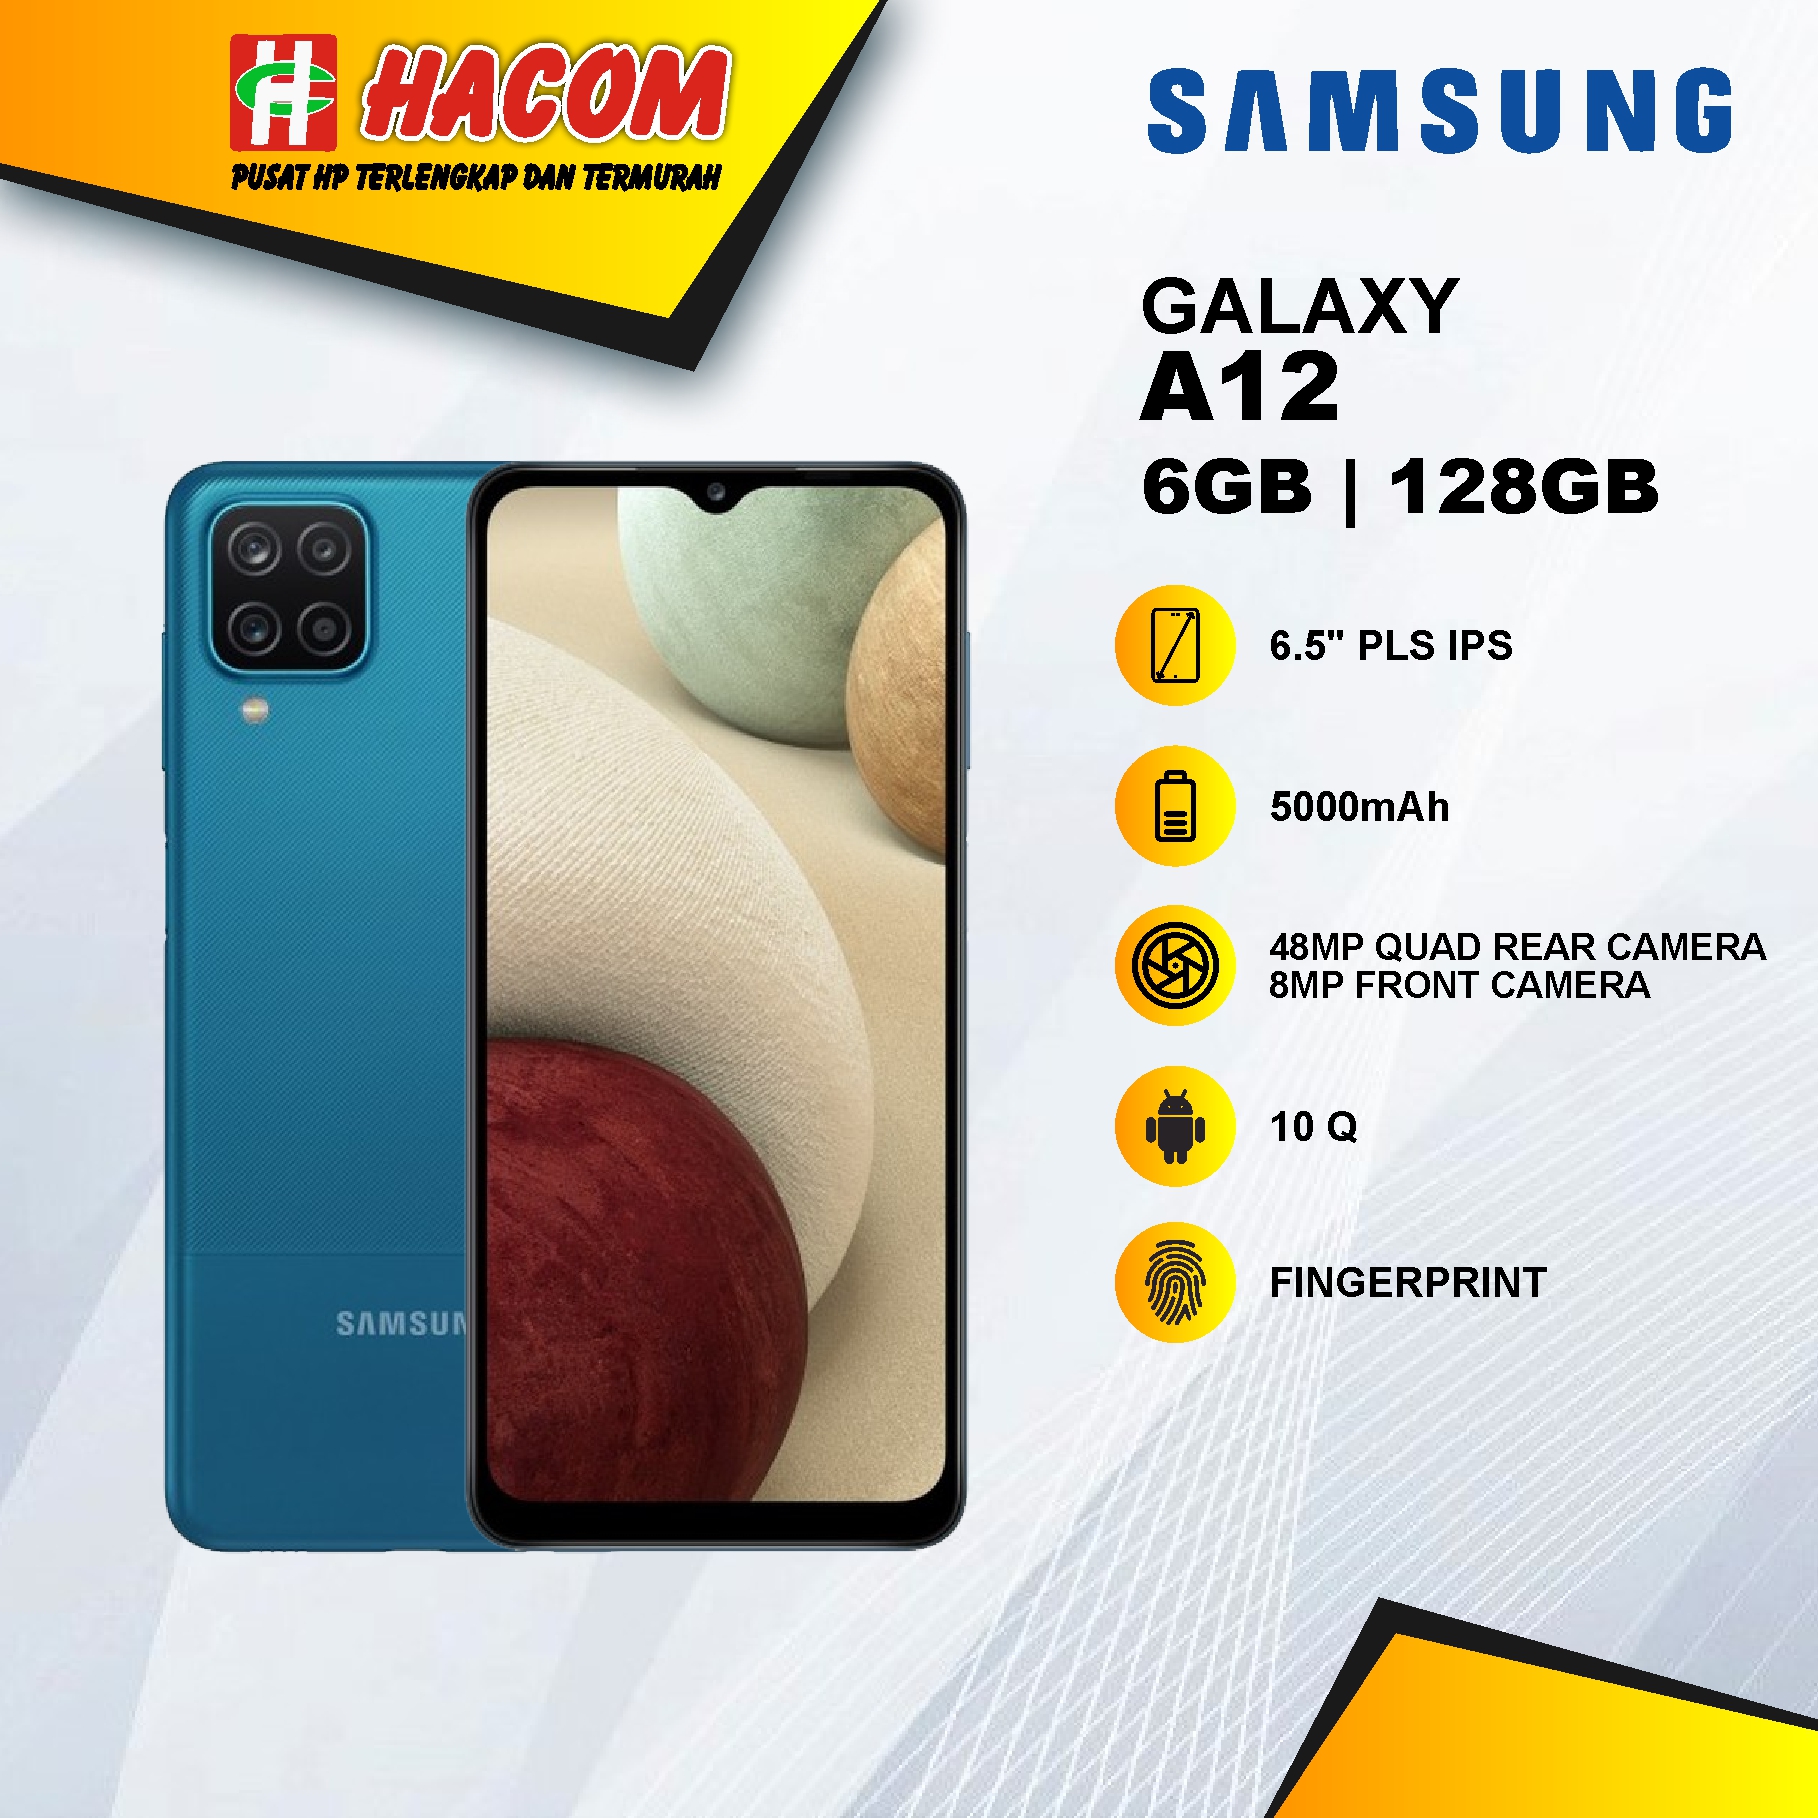 HACOM
PUSAT HP TERLENGKAP DAN TERMURAH
SAMSUNG
GALAXY
A12
6GB | 128GB
6.5" PLS IPS
5000mAh
48MP QUAD REAR CAMERA
8MP FRONT CAMERA
10 Q
FINGERPRINT
SAMSUN